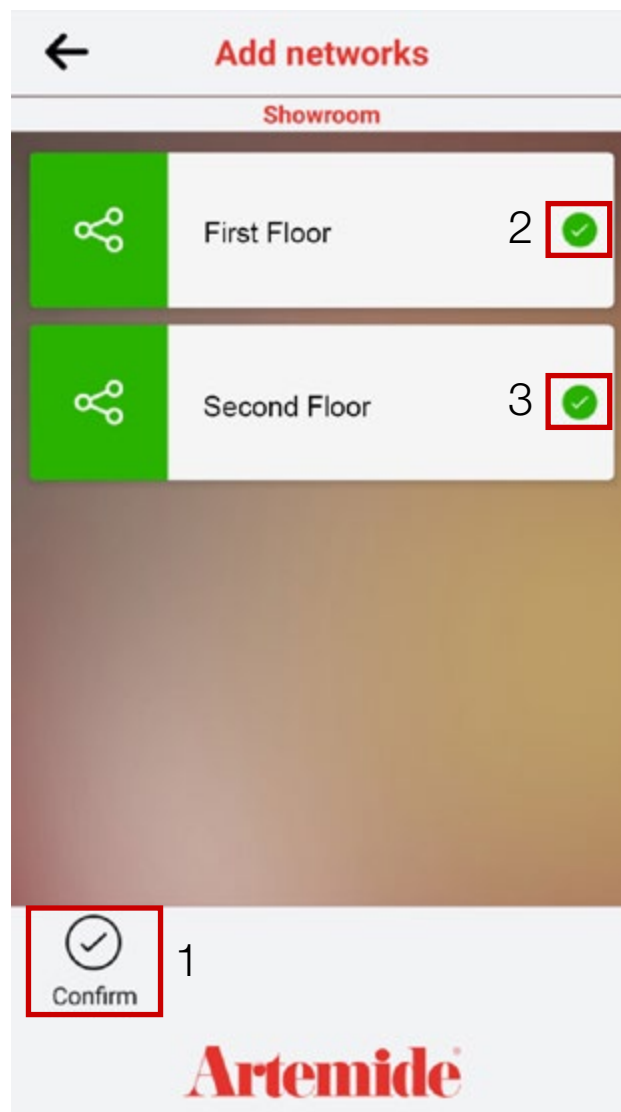 Add networks
Showroom
First Floor 2
Second Floor 3
1
Confirm
Artemide